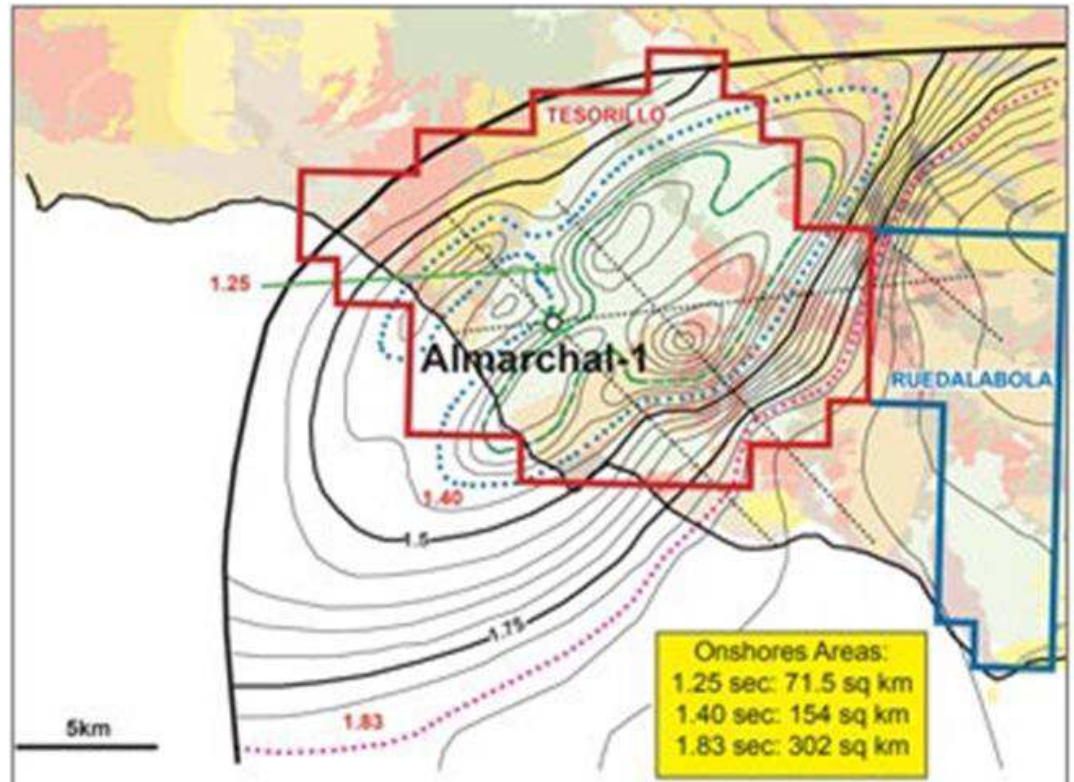 TESORILLO
1.25
Almarchal-1
RUEDALABOLA
1.40
1.5
1.75
1.83
5km
Onshores Areas:
1.25 sec: 71.5 sq km
1.40 sec: 154 sq km
1.83 sec: 302 sq km